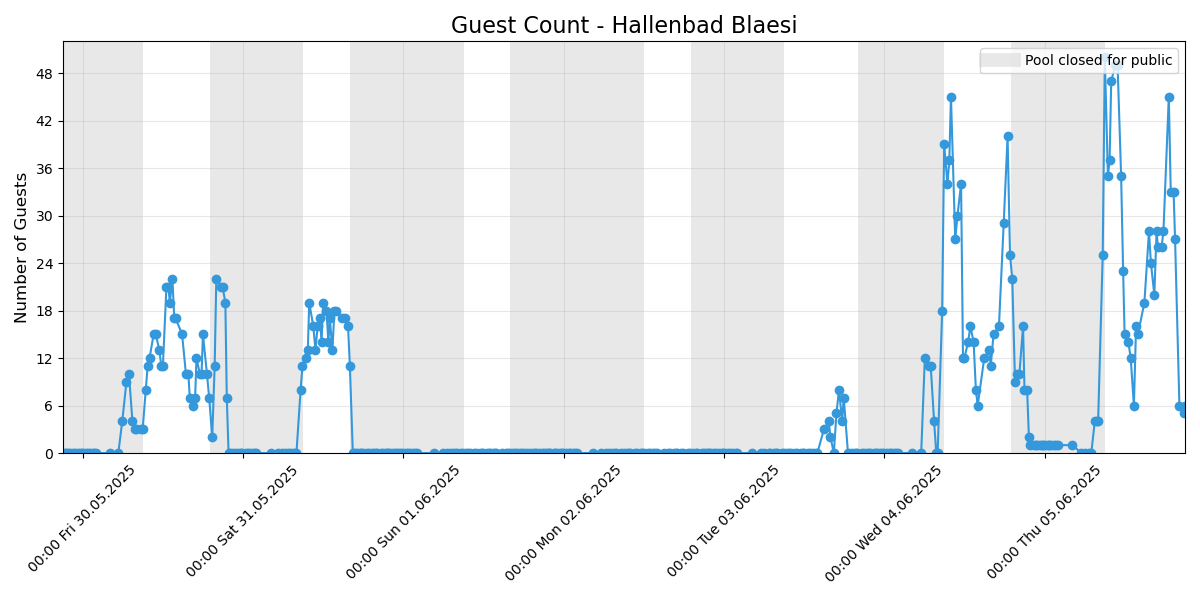 Guest Count - Hallenbad Blaesi
Pool closed for public
Number of Guests
48
42
36
30
24
18
12
6
0
00:00 Fri 30.05.2025
00:00 Sat 31.05.2025
00:00 Sun 01.06.2025
00:00 Mon 02.06.2025
00:00 Tue 03.06.2025
00:00 Wed 04.06.2025
00:00 Thu 05.06.2025